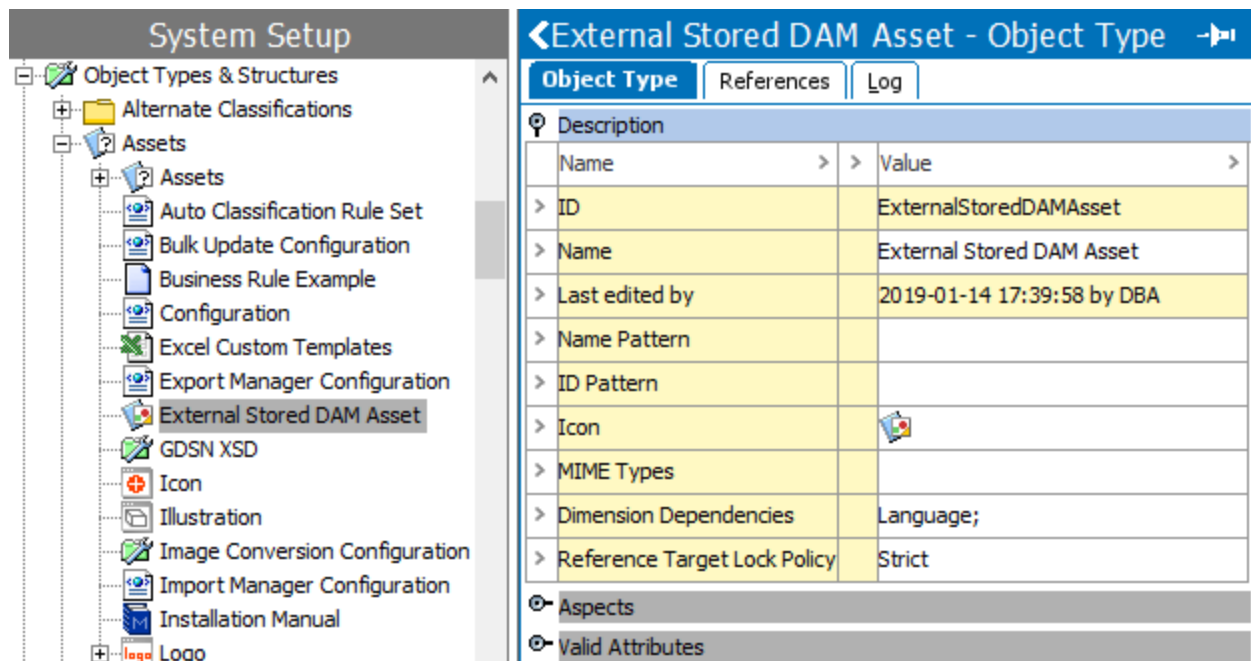 System Setup
Object Types & Structures
Alternate Classifications
Assets
Assets
Auto Classification Rule Set
Bulk Update Configuration
Business Rule Example
Configuration
Excel Custom Templates
Export Manager Configuration
External Stored DAM Asset
GDSN XSD
Icon
Illustration
Image Conversion Configuration
Import Manager Configuration
Installation Manual
Logo
External Stored DAM Asset - Object Type
Object Type References Log
Description
Name > > Value >
> ID ExternalStoredDAMAsset
> Name External Stored DAM Asset
> Last edited by 2019-01-14 17:39:58 by DBA
> Name Pattern
> ID Pattern
> Icon
> MIME Types
> Dimension Dependencies Language;
> Reference Target Lock Policy Strict
Aspects
Valid Attributes